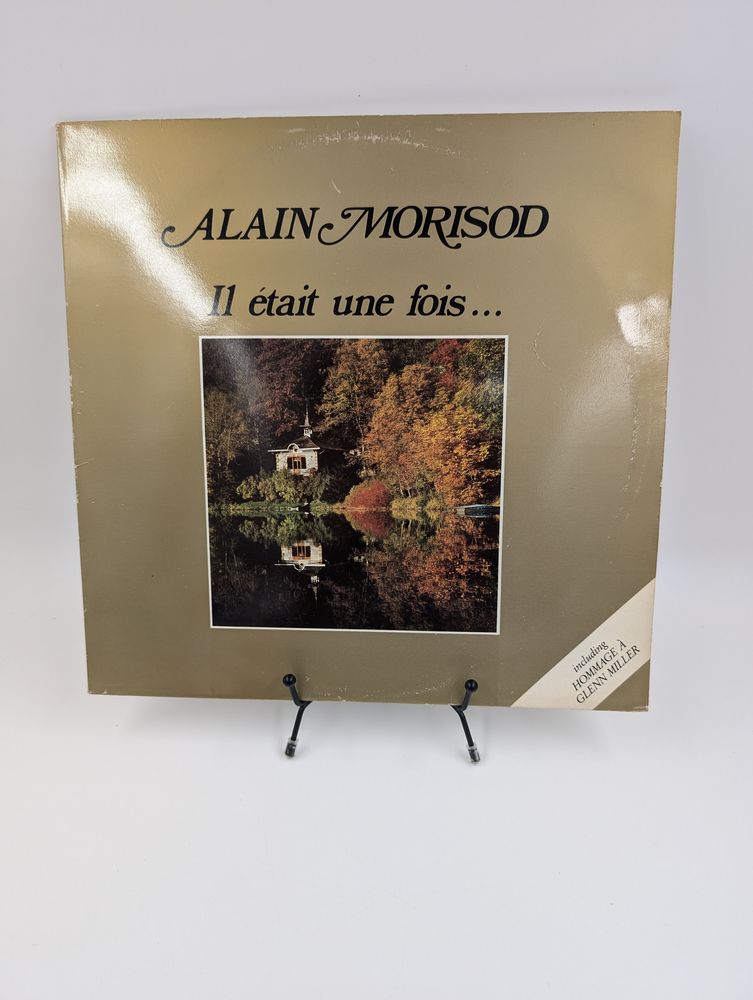 ALAIN MORISOD
Il était une fois...
including
HOMMAGE À
GLENN MILLER